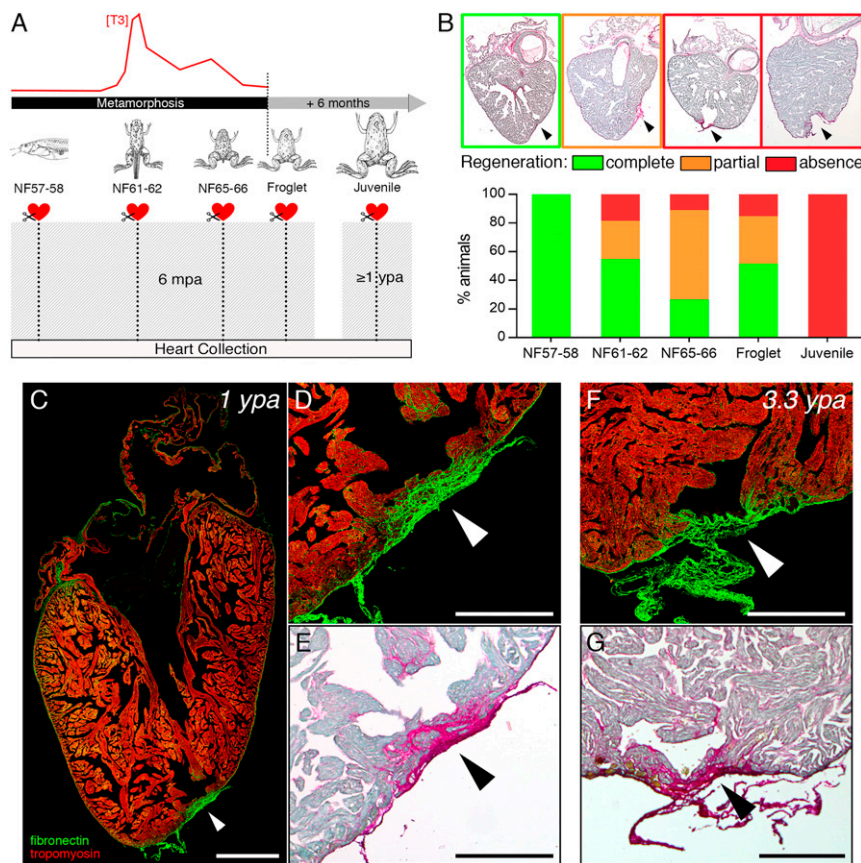 A
[T3]
Metamorphosis
+ 6 months
NF57-58
NF61-62
NF65-66
Froglet
Juvenile
6 mpa
≥1 ypa
Heart Collection
B
Regeneration: complete partial absence
% animals
100
80
60
40
20
0
NF57-58
NF61-62
NF65-66
Froglet
Juvenile
C
1 ypa
fibronectin
tropomyosin
D
E
F
3.3 ypa
G